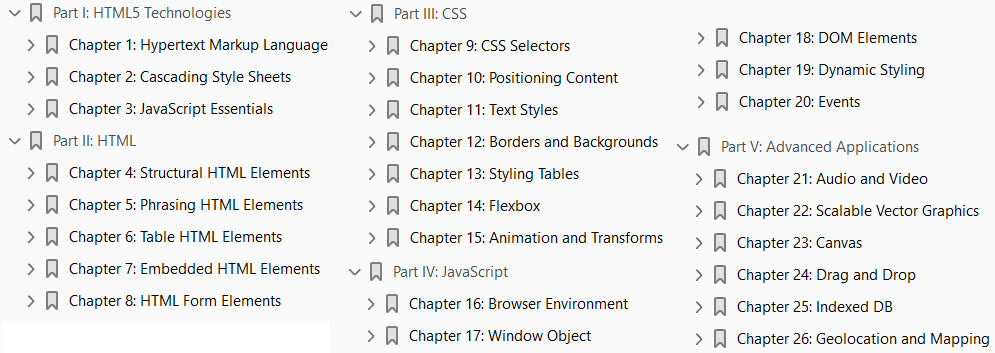 Part I: HTML5 Technologies
Chapter 1: Hypertext Markup Language
Chapter 2: Cascading Style Sheets
Chapter 3: JavaScript Essentials
Part II: HTML
Chapter 4: Structural HTML Elements
Chapter 5: Phrasing HTML Elements
Chapter 6: Table HTML Elements
Chapter 7: Embedded HTML Elements
Chapter 8: HTML Form Elements
Part III: CSS
Chapter 9: CSS Selectors
Chapter 10: Positioning Content
Chapter 11: Text Styles
Chapter 12: Borders and Backgrounds
Chapter 13: Styling Tables
Chapter 14: Flexbox
Chapter 15: Animation and Transforms
Part IV: JavaScript
Chapter 16: Browser Environment
Chapter 17: Window Object
Chapter 18: DOM Elements
Chapter 19: Dynamic Styling
Chapter 20: Events
Part V: Advanced Applications
Chapter 21: Audio and Video
Chapter 22: Scalable Vector Graphics
Chapter 23: Canvas
Chapter 24: Drag and Drop
Chapter 25: Indexed DB
Chapter 26: Geolocation and Mapping